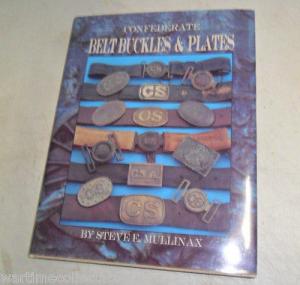 CONFEDERATE
BELT BUCKLES & PLATES
CS
CS
CS
C.S.A.
CS
BY STEVE E. MULLINAX